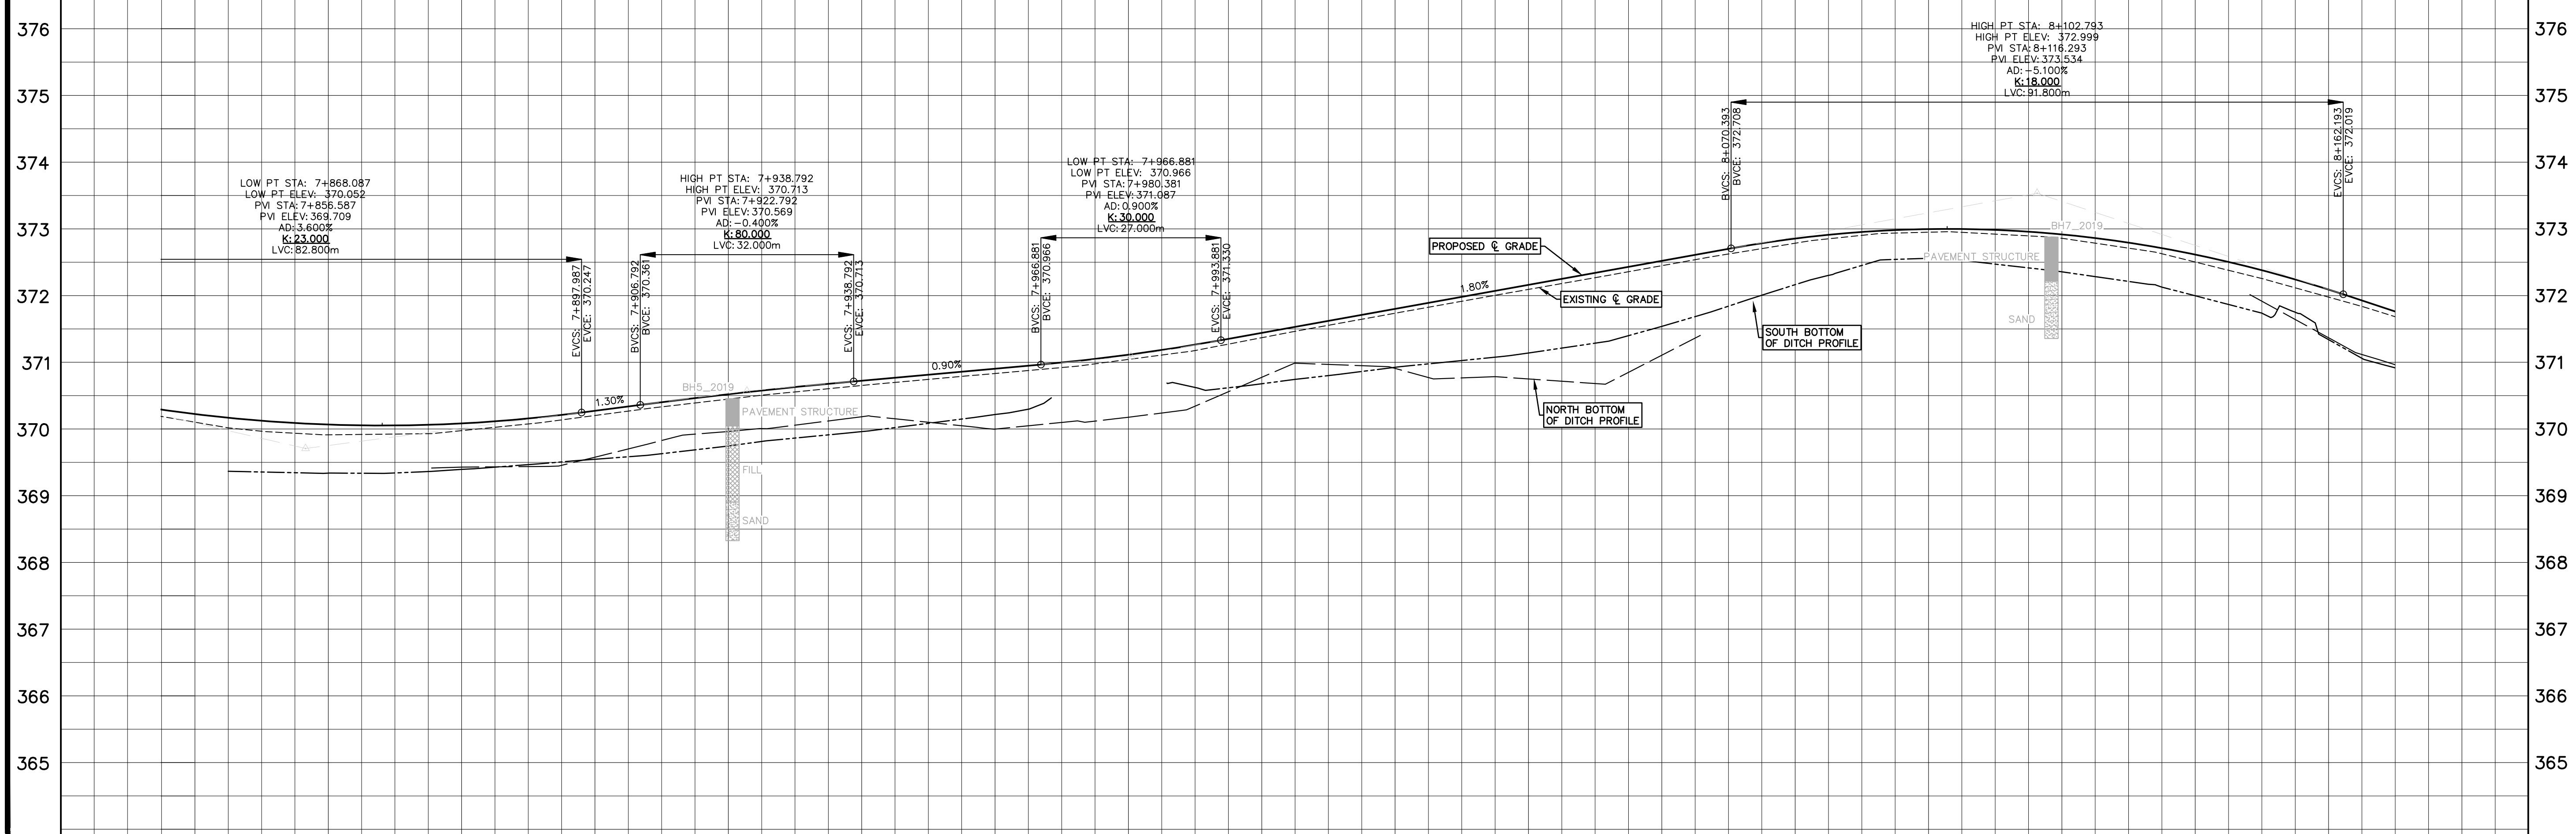 376
375
374
373
372
371
370
369
368
367
366
365
LOW PT STA: 7+868.087
LOW PT ELEV: 370.052
PVI STA: 7+856.587
PVI ELEV: 369.709
AD: 3.600%
K: 23.000
LVC: 82.800m
EVCS: 7+897.987
EVCE: 370.247
1.30%
HIGH PT STA: 7+938.792
HIGH PT ELEV: 370.713
PVI STA: 7+922.792
PVI ELEV: 370.569
AD: -0.400%
K: 80.000
LVC: 32.000m
BVCS: 7+906.792
BVCE: 370.361
EVCS: 7+938.792
EVCE: 370.713
BH5_2019
PAVEMENT STRUCTURE
FILL
SAND
0.90%
LOW PT STA: 7+966.881
LOW PT ELEV: 370.966
PVI STA: 7+980.381
PVI ELEV: 371.087
AD: 0.900%
K: 30.000
LVC: 27.000m
BVCS: 7+966.881
BVCE: 370.966
EVCS: 7+993.881
EVCE: 371.330
PROPOSED ℄ GRADE
1.80%
EXISTING ℄ GRADE
NORTH BOTTOM
OF DITCH PROFILE
SOUTH BOTTOM
OF DITCH PROFILE
HIGH PT STA: 8+102.793
HIGH PT ELEV: 372.999
PVI STA: 8+116.293
PVI ELEV: 373.534
AD: -5.100%
K: 18.000
LVC: 91.800m
BVCS: 8+070.393
BVCE: 372.708
EVCS: 8+162.193
EVCE: 372.019
BH7_2019
PAVEMENT STRUCTURE
SAND
376
375
374
373
372
371
370
369
368
367
366
365